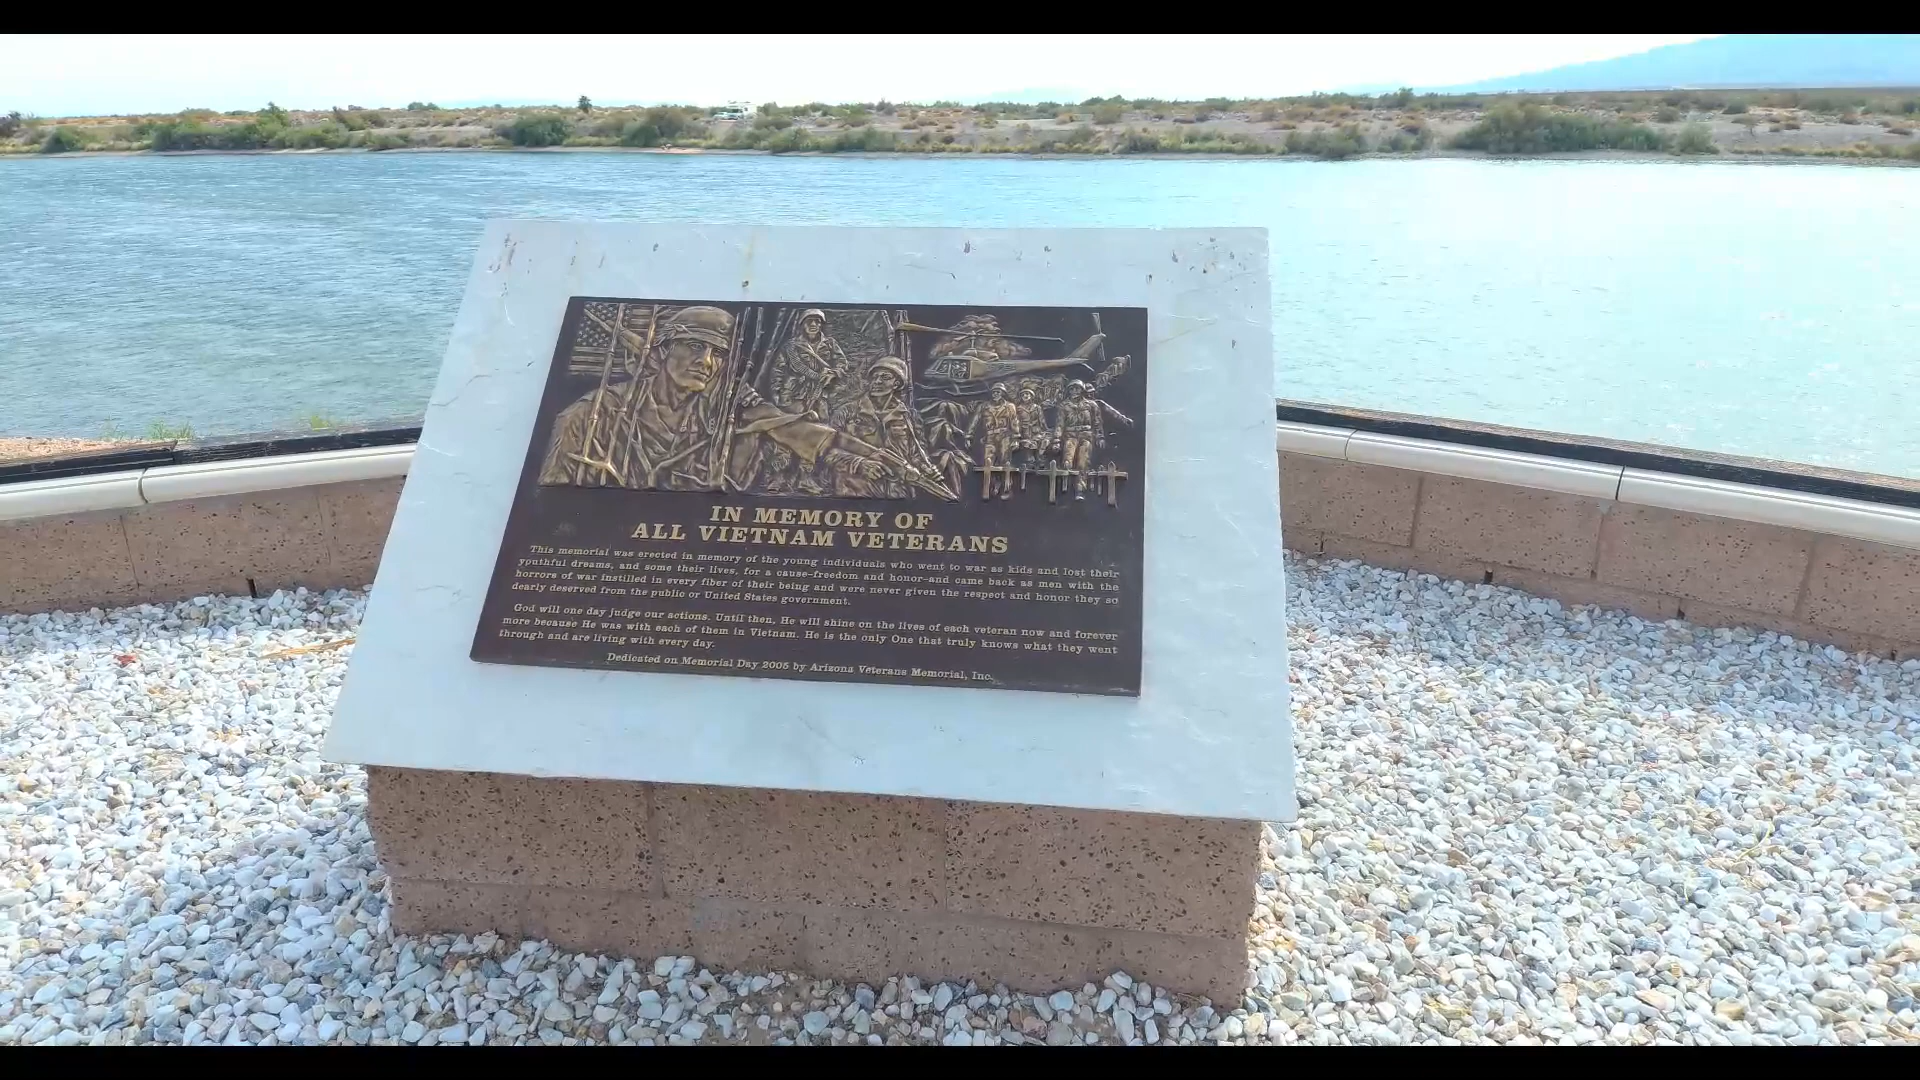 IN MEMORY OF
ALL VIETNAM VETERANS
This memorial was erected in memory of the young individuals who went to war as kids and lost their
youthful dreams, and some their lives, for a cause-freedom and honor-and came back as men with the
horrors of war instilled in every fiber of their being and were never given the respect and honor they so
dearly deserved from the public or United States government.
God will one day judge our actions. Until then, He will shine on the lives of each veteran now and forever
more because He was with each of them in Vietnam. He is the only One that truly knows what they went
through and are living with every day.
Dedicated on Memorial Day 2005 by Arizona Veterans Memorial, Inc.